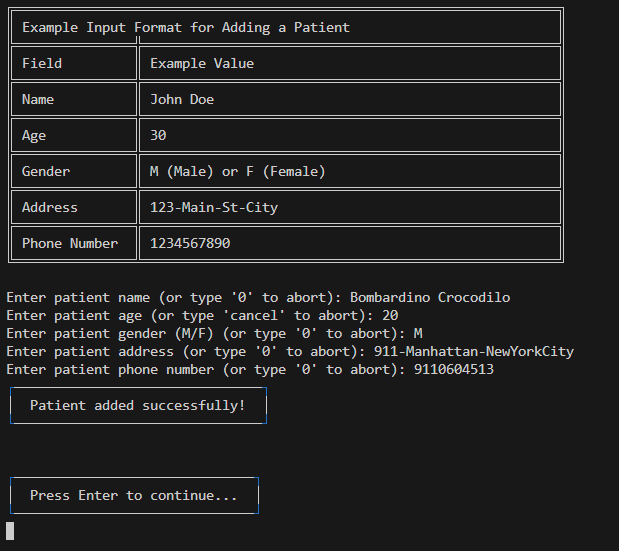 Example Input Format for Adding a Patient
Field Example Value
Name John Doe
Age 30
Gender M (Male) or F (Female)
Address 123-Main-St-City
Phone Number 1234567890
Enter patient name (or type '0' to abort): Bombardino Crocodilo
Enter patient age (or type 'cancel' to abort): 20
Enter patient gender (M/F) (or type '0' to abort): M
Enter patient address (or type '0' to abort): 911-Manhattan-NewYorkCity
Enter patient phone number (or type '0' to abort): 9110604513
Patient added successfully!
Press Enter to continue...